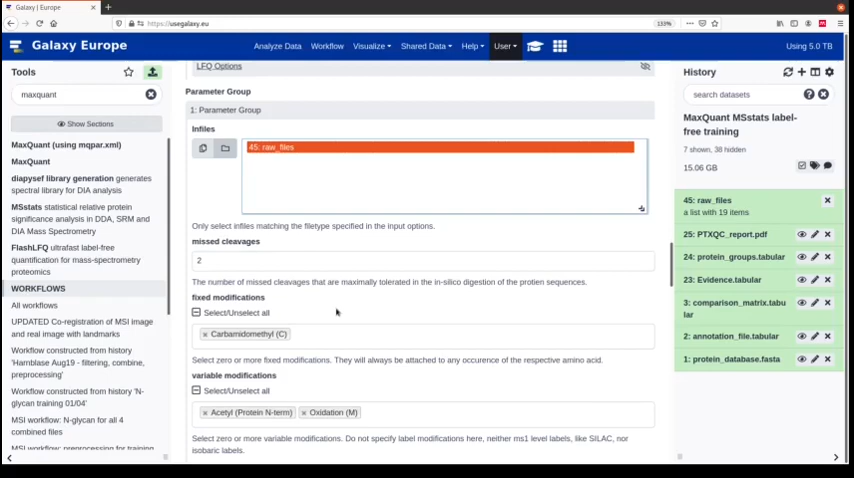 Galaxy | Europe
https://usegalaxy.eu
133%
Galaxy Europe
Analyze Data
Workflow
Visualize
Shared Data
Help
User
Using 5.0 TB
Tools
maxquant
Show Sections
MaxQuant (using mqpar.xml)
MaxQuant
diapysef library generation generates
spectral library for DIA analysis
MSstats statistical relative protein
significance analysis in DDA, SRM and
DIA Mass Spectrometry
FlashLFQ ultrafast label-free
quantification for mass-spectrometry
proteomics
WORKFLOWS
All workflows
UPDATED Co-registration of MSI image
and real image with landmarks
Workflow constructed from history
'Harnblase Aug19 - filtering, combine,
preprocessing'
Workflow constructed from history 'N-
glycan training 01/04'
MSI workflow: N-glycan for all 4
combined files
MSI workflow: preprocessing for training
LFQ Options
Parameter Group
1: Parameter Group
Infiles
45: raw_files
Only select infiles matching the filetype specified in the input options.
missed cleavages
2
The number of missed cleavages that are maximally tolerated in the in-silico digestion of the protien sequences.
fixed modifications
Select/Unselect all
× Carbamidomethyl (C)
Select zero or more fixed modifications. They will always be attached to any occurence of the respective amino acid.
variable modifications
Select/Unselect all
× Acetyl (Protein N-term) × Oxidation (M)
Select zero or more variable modifications. Do not specify label modifications here, neither ms1 level labels, like SILAC, nor
isobaric labels.
History
search datasets
MaxQuant MSstats label-
free training
7 shown, 38 hidden
15.06 GB
45: raw_files
a list with 19 items
25: PTXQC_report.pdf
24: protein_groups.tabular
23: Evidence.tabular
3: comparison_matrix.tabu
lar
2: annotation_file.tabular
1: protein_database.fasta